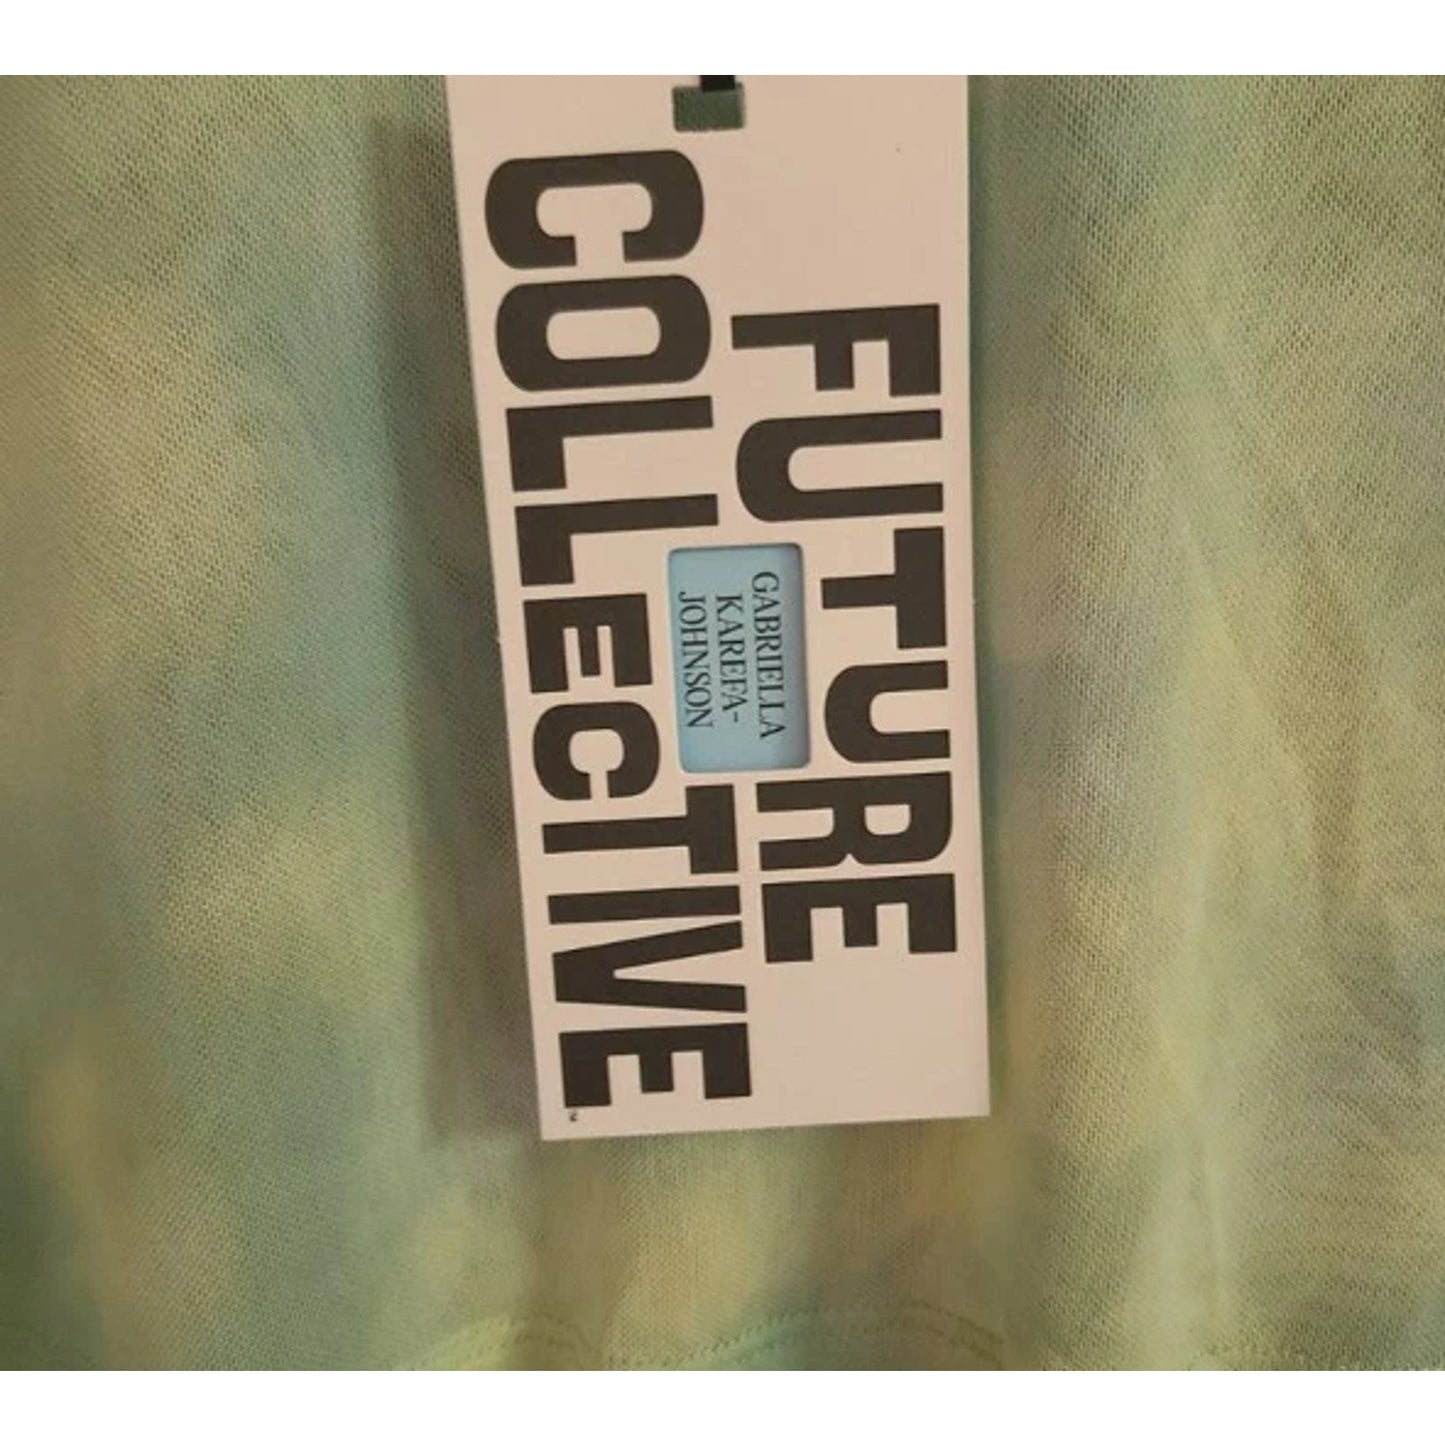 FUTURE
GABRIELLA
KAREFA-
JOHNSON
COLLECTIVE